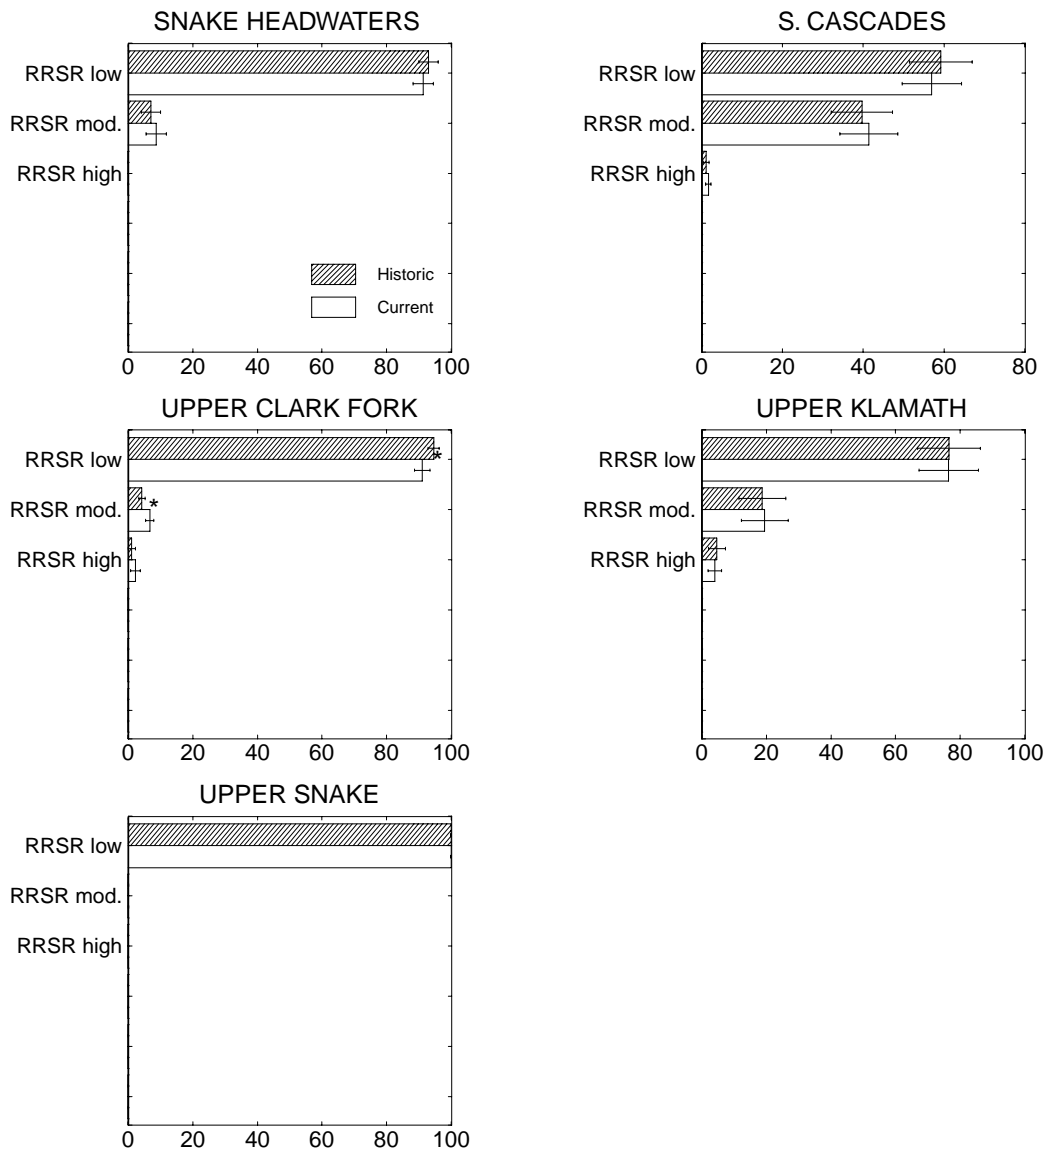 SNAKE HEADWATERS
RRSR low
RRSR mod.
RRSR high
Historic
Current
0 20 40 60 80 100
S. CASCADES
RRSR low
RRSR mod.
RRSR high
0 20 40 60 80
UPPER CLARK FORK
RRSR low
*
RRSR mod.
*
RRSR high
0 20 40 60 80 100
UPPER KLAMATH
RRSR low
RRSR mod.
RRSR high
0 20 40 60 80 100
UPPER SNAKE
RRSR low
RRSR mod.
RRSR high
0 20 40 60 80 100